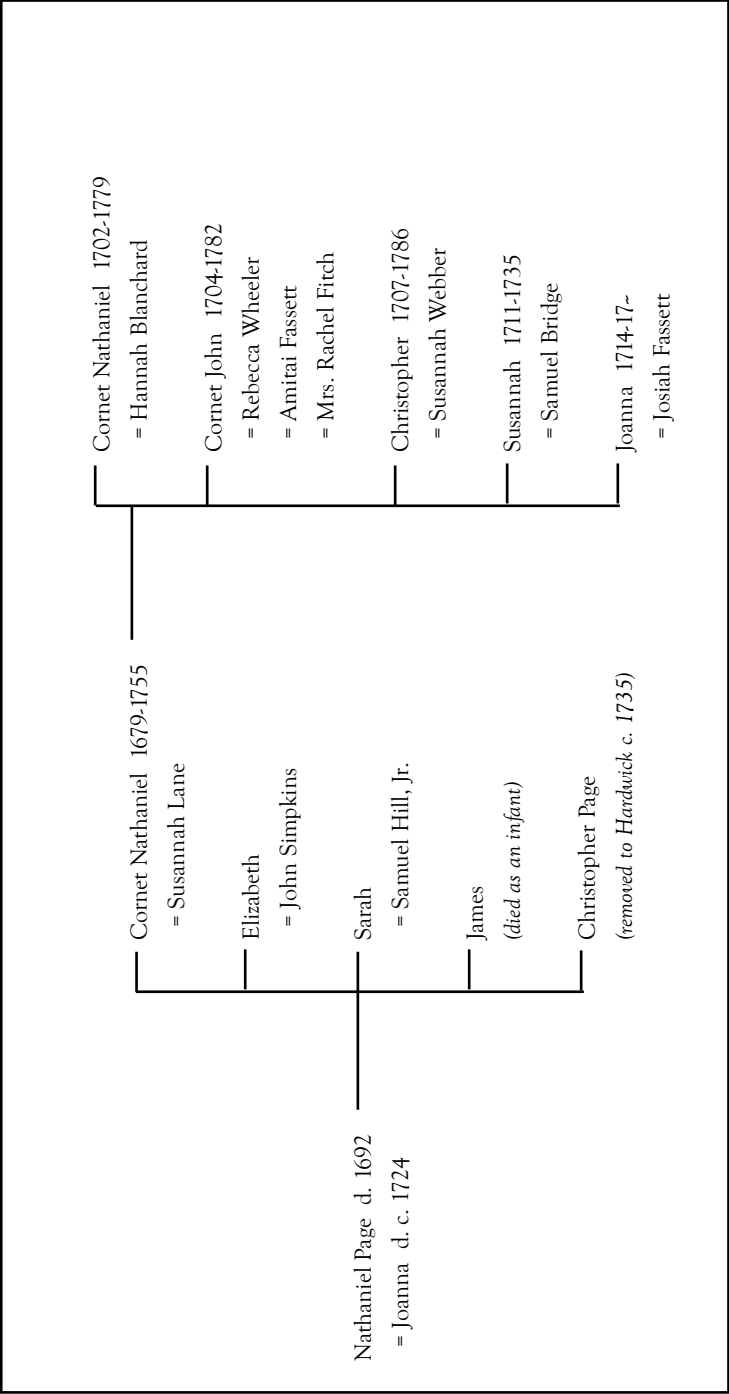 Nathaniel Page d. 1692
= Joanna d. c. 1724
Cornet Nathaniel 1679-1755
= Susannah Lane
Elizabeth
= John Simpkins
Sarah
= Samuel Hill, Jr.
James
(died as an infant)
Christopher Page
(removed to Hardwick c. 1735)
Cornet Nathaniel 1702-1779
= Hannah Blanchard
Cornet John 1704-1782
= Rebecca Wheeler
= Amitai Fassett
= Mrs. Rachel Fitch
Christopher 1707-1786
= Susannah Webber
Susannah 1711-1735
= Samuel Bridge
Joanna 1714-17--
= Josiah Fassett